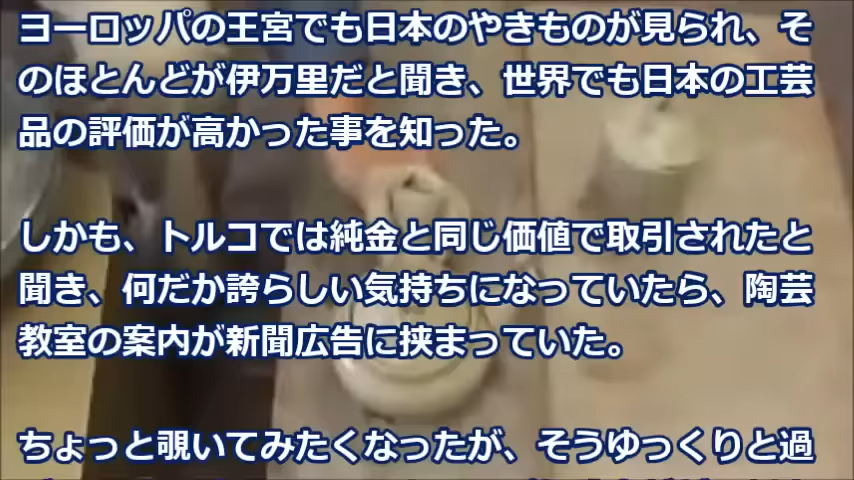 ヨーロッパの王宮でも日本のやきものが見られ、そ
のほとんどが伊万里だと聞き、世界でも日本の工芸
品の評価が高かった事を知った。
しかも、トルコでは純金と同じ価値で取引されたと
聞き、何だか誇らしい気持ちになっていたら、陶芸
教室の案内が新聞広告に挟まっていた。
ちょっと覗いてみたくなったが、そうゆっくりと過